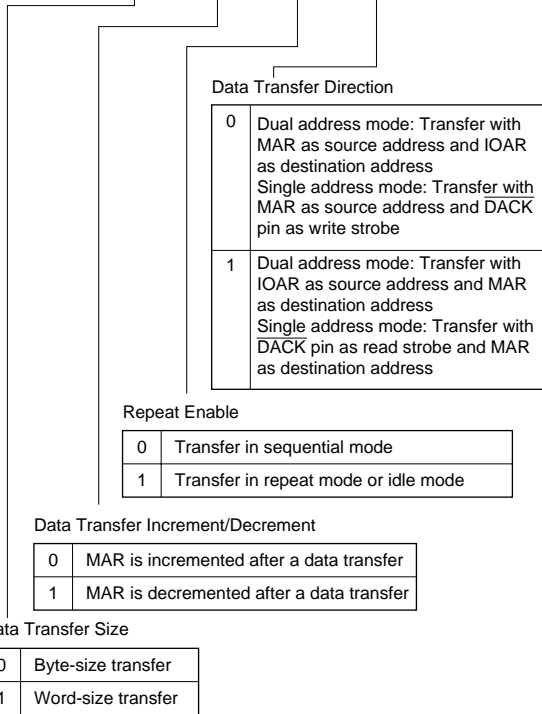 Data Transfer Direction
0 Dual address mode: Transfer with
MAR as source address and IOAR
as destination address
Single address mode: Transfer with
MAR as source address and DACK
pin as write strobe
1 Dual address mode: Transfer with
IOAR as source address and MAR
as destination address
Single address mode: Transfer with
DACK pin as read strobe and MAR
as destination address
Repeat Enable
0 Transfer in sequential mode
1 Transfer in repeat mode or idle mode
Data Transfer Increment/Decrement
0 MAR is incremented after a data transfer
1 MAR is decremented after a data transfer
ata Transfer Size
0 Byte-size transfer
1 Word-size transfer